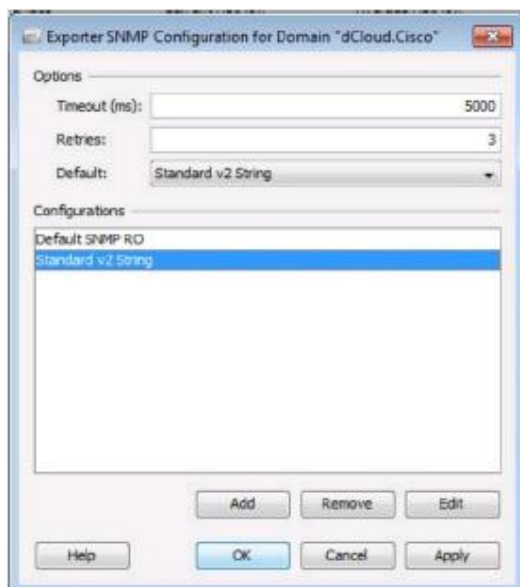 Exporter SNMP Configuration for Domain "dCloud.Cisco"
Options
Timeout (ms): 5000
Retries: 3
Default: Standard v2 String
Configurations
Default SNMP RO
Standard v2 String
Add Remove Edit
Help OK Cancel Apply